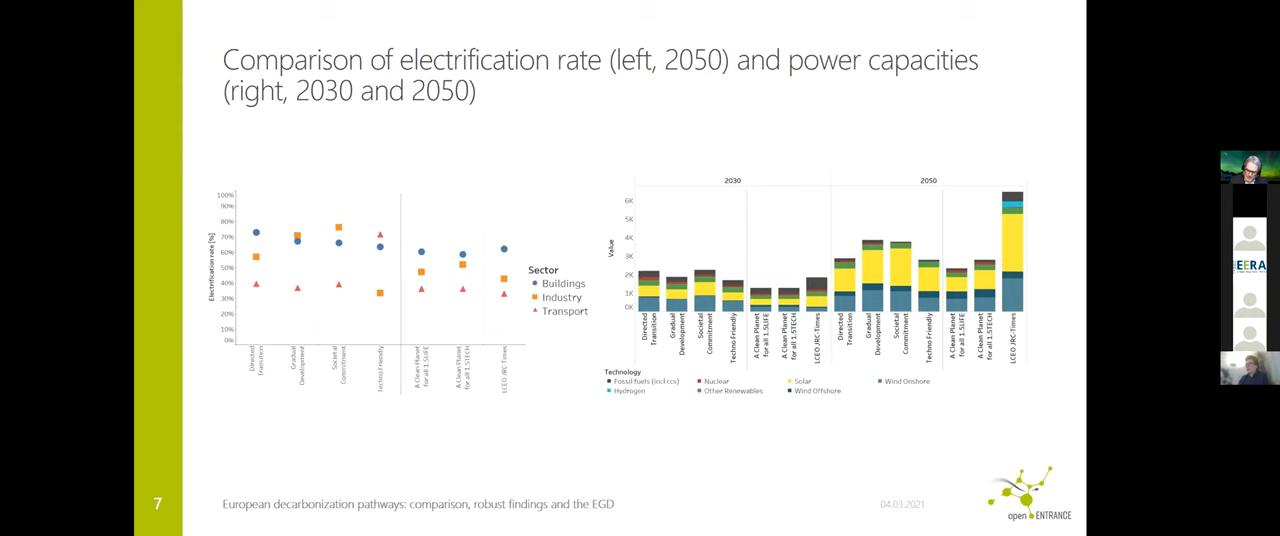 Comparison of electrification rate (left, 2050) and power capacities
(right, 2030 and 2050)
Electrification rate [%]
100%
90%
80%
70%
60%
50%
40%
30%
20%
10%
0%
Directed
Transition
Gradual
Development
Societal
Commitment
Techno Friendly
A Clean Planet
for all 1.5LIFE
A Clean Planet
for all 1.5TECH
LCEO JRC Times
Sector
Buildings
Industry
Transport
2030
2050
Value
6K
5K
4K
3K
2K
1K
0K
Directed
Transition
Gradual
Development
Societal
Commitment
Techno Friendly
A Clean Planet
for all 1.5LIFE
A Clean Planet
for all 1.5TECH
LCEO JRC-Times
Directed
Transition
Gradual
Development
Societal
Commitment
Techno Friendly
A Clean Planet
for all 1.5LIFE
A Clean Planet
for all 1.5TECH
LCEO JRC-Times
Technology
Fossil fuels (incl ccs)
Nuclear
Solar
Wind Onshore
Hydrogen
Other Renewables
Wind Offshore
7
European decarbonization pathways: comparison, robust findings and the EGD
04.03.2021
open ENTRANCE
EERA